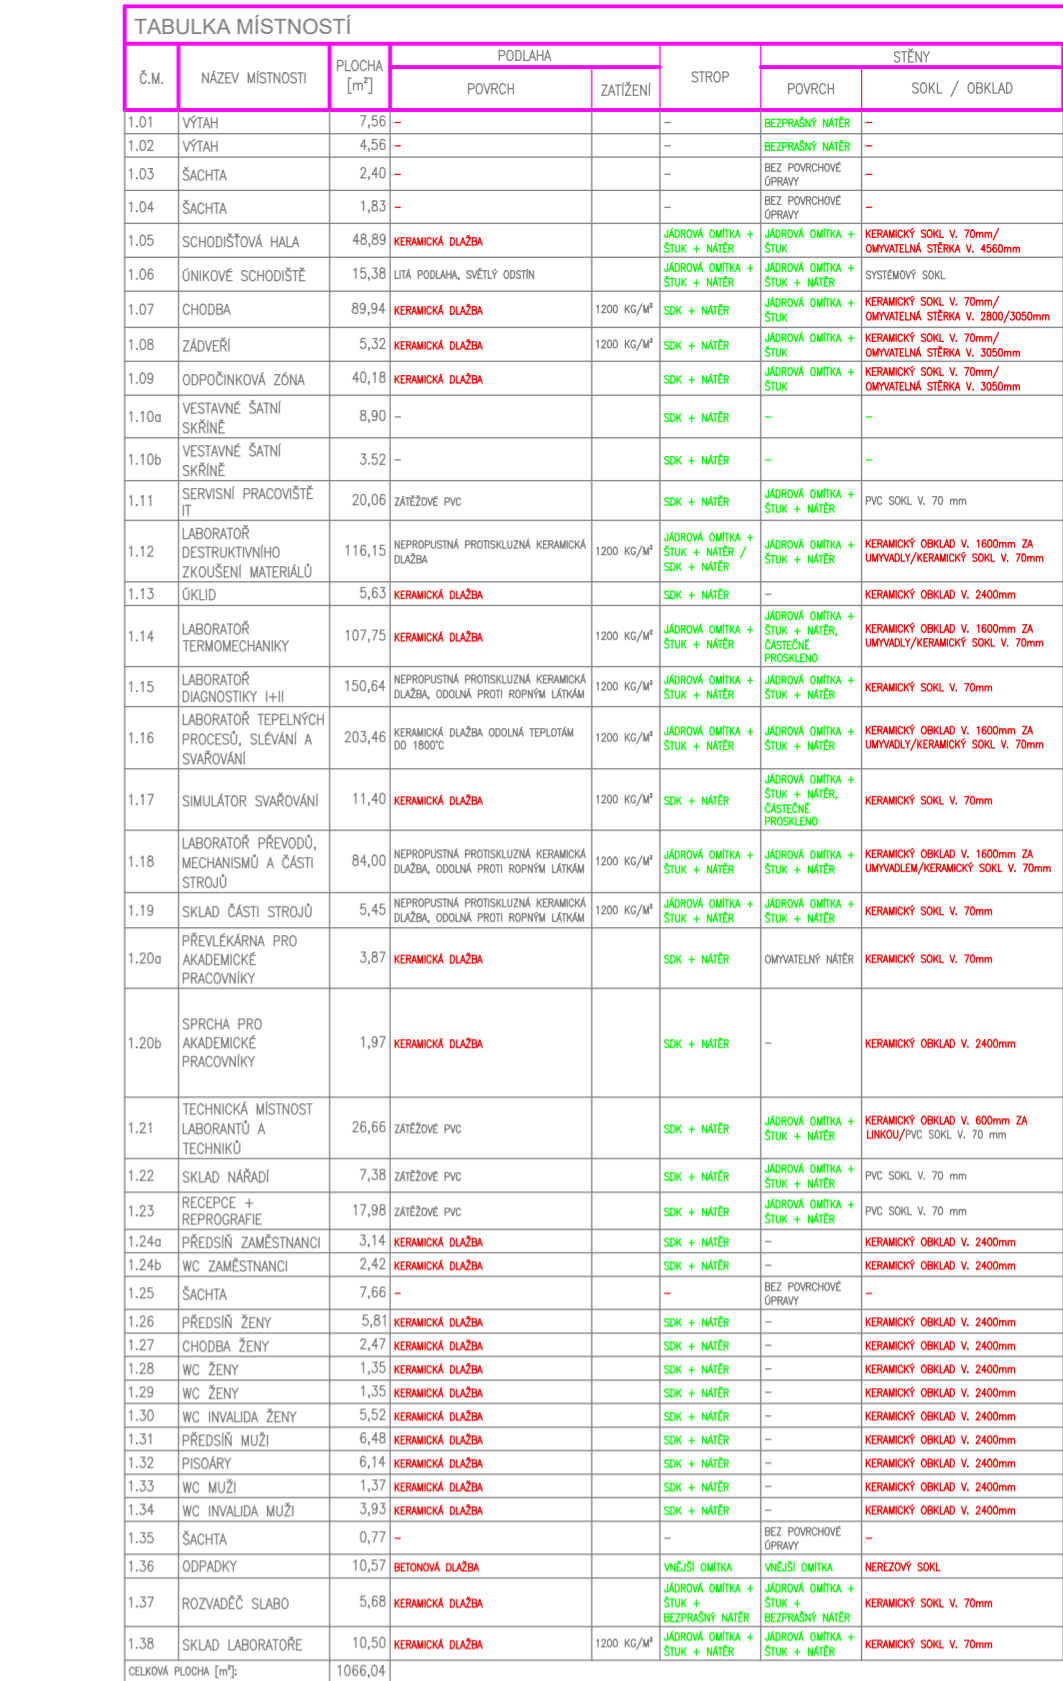 TABULKA MÍSTNOSTÍ
Č.M. NÁZEV MÍSTNOSTI PLOCHA [m²] PODLAHA STROP STĚNY
POVRCH ZATÍŽENÍ POVRCH SOKL / OBKLAD
1.01 VÝTAH 7,56 – – BEZPRAŠNÝ NÁTĚR –
1.02 VÝTAH 4,56 – – BEZPRAŠNÝ NÁTĚR –
1.03 ŠACHTA 2,40 – – BEZ POVRCHOVÉ ÚPRAVY –
1.04 ŠACHTA 1,83 – – BEZ POVRCHOVÉ ÚPRAVY –
1.05 SCHODIŠŤOVÁ HALA 48,89 KERAMICKÁ DLAŽBA JÁDROVÁ OMÍTKA + ŠTUK + NÁTĚR JÁDROVÁ OMÍTKA + ŠTUK KERAMICKÝ SOKL V. 70mm/ OMYVATELNÁ STĚRKA V. 4560mm
1.06 ÚNIKOVÉ SCHODIŠTĚ 15,38 LITÁ PODLAHA, SVĚTLÝ ODSTÍN JÁDROVÁ OMÍTKA + ŠTUK + NÁTĚR JÁDROVÁ OMÍTKA + ŠTUK + NÁTĚR SYSTÉMOVÝ SOKL
1.07 CHODBA 89,94 KERAMICKÁ DLAŽBA 1200 KG/M² SDK + NÁTĚR JÁDROVÁ OMÍTKA + ŠTUK KERAMICKÝ SOKL V. 70mm/ OMYVATELNÁ STĚRKA V. 2800/3050mm
1.08 ZÁDVEŘÍ 5,32 KERAMICKÁ DLAŽBA 1200 KG/M² SDK + NÁTĚR JÁDROVÁ OMÍTKA + ŠTUK KERAMICKÝ SOKL V. 70mm/ OMYVATELNÁ STĚRKA V. 3050mm
1.09 ODPOČINKOVÁ ZÓNA 40,18 KERAMICKÁ DLAŽBA SDK + NÁTĚR JÁDROVÁ OMÍTKA + ŠTUK KERAMICKÝ SOKL V. 70mm/ OMYVATELNÁ STĚRKA V. 3050mm
1.10a VESTAVNÉ ŠATNÍ SKŘÍNĚ 8,90 – SDK + NÁTĚR – –
1.10b VESTAVNÉ ŠATNÍ SKŘÍNĚ 3.52 – SDK + NÁTĚR – –
1.11 SERVISNÍ PRACOVIŠTĚ IT 20,06 ZÁTĚŽOVÉ PVC SDK + NÁTĚR JÁDROVÁ OMÍTKA + ŠTUK + NÁTĚR PVC SOKL V. 70 mm
1.12 LABORATOŘ DESTRUKTIVNÍHO ZKOUŠENÍ MATERIÁLŮ 116,15 NEPROPUSTNÁ PROTISKLUZNÁ KERAMICKÁ DLAŽBA 1200 KG/M² JÁDROVÁ OMÍTKA + ŠTUK + NÁTĚR / SDK + NÁTĚR JÁDROVÁ OMÍTKA + ŠTUK + NÁTĚR KERAMICKÝ OBKLAD V. 1600mm ZA UMYVADLY/KERAMICKÝ SOKL V. 70mm
1.13 ÚKLID 5,63 KERAMICKÁ DLAŽBA SDK + NÁTĚR – KERAMICKÝ OBKLAD V. 2400mm
1.14 LABORATOŘ TERMOMECHANIKY 107,75 KERAMICKÁ DLAŽBA 1200 KG/M² JÁDROVÁ OMÍTKA + ŠTUK + NÁTĚR JÁDROVÁ OMÍTKA + ŠTUK + NÁTĚR, ČÁSTEČNĚ PROSKLENO KERAMICKÝ OBKLAD V. 1600mm ZA UMYVADLY/KERAMICKÝ SOKL V. 70mm
1.15 LABORATOŘ DIAGNOSTIKY I+II 150,64 NEPROPUSTNÁ PROTISKLUZNÁ KERAMICKÁ DLAŽBA, ODOLNÁ PROTI ROPNÝM LÁTKÁM 1200 KG/M² JÁDROVÁ OMÍTKA + ŠTUK + NÁTĚR JÁDROVÁ OMÍTKA + ŠTUK + NÁTĚR KERAMICKÝ SOKL V. 70mm
1.16 LABORATOŘ TEPELNÝCH PROCESŮ, SLÉVÁNÍ A SVAŘOVÁNÍ 203,46 KERAMICKÁ DLAŽBA ODOLNÁ TEPLOTÁM DO 1800°C 1200 KG/M² JÁDROVÁ OMÍTKA + ŠTUK + NÁTĚR JÁDROVÁ OMÍTKA + ŠTUK + NÁTĚR KERAMICKÝ OBKLAD V. 1600mm ZA UMYVADLY/KERAMICKÝ SOKL V. 70mm
1.17 SIMULÁTOR SVAŘOVÁNÍ 11,40 KERAMICKÁ DLAŽBA 1200 KG/M² SDK + NÁTĚR JÁDROVÁ OMÍTKA + ŠTUK + NÁTĚR, ČÁSTEČNĚ PROSKLENO KERAMICKÝ SOKL V. 70mm
1.18 LABORATOŘ PŘEVODŮ, MECHANISMŮ A ČÁSTI STROJŮ 84,00 NEPROPUSTNÁ PROTISKLUZNÁ KERAMICKÁ DLAŽBA, ODOLNÁ PROTI ROPNÝM LÁTKÁM 1200 KG/M² JÁDROVÁ OMÍTKA + ŠTUK + NÁTĚR JÁDROVÁ OMÍTKA + ŠTUK + NÁTĚR KERAMICKÝ OBKLAD V. 1600mm ZA UMYVADLEM/KERAMICKÝ SOKL V. 70mm
1.19 SKLAD ČÁSTI STROJŮ 5,45 NEPROPUSTNÁ PROTISKLUZNÁ KERAMICKÁ DLAŽBA, ODOLNÁ PROTI ROPNÝM LÁTKÁM 1200 KG/M² JÁDROVÁ OMÍTKA + ŠTUK + NÁTĚR JÁDROVÁ OMÍTKA + ŠTUK + NÁTĚR KERAMICKÝ SOKL V. 70mm
1.20a PŘEVLÉKÁRNA PRO AKADEMICKÉ PRACOVNÍKY 3,87 KERAMICKÁ DLAŽBA SDK + NÁTĚR OMYVATELNÝ NÁTĚR KERAMICKÝ SOKL V. 70mm
1.20b SPRCHA PRO AKADEMICKÉ PRACOVNÍKY 1,97 KERAMICKÁ DLAŽBA SDK + NÁTĚR – KERAMICKÝ OBKLAD V. 2400mm
1.21 TECHNICKÁ MÍSTNOST LABORANTŮ A TECHNIKŮ 26,66 ZÁTĚŽOVÉ PVC SDK + NÁTĚR JÁDROVÁ OMÍTKA + ŠTUK + NÁTĚR KERAMICKÝ OBKLAD V. 600mm ZA LINKOU/PVC SOKL V. 70 mm
1.22 SKLAD NÁŘADÍ 7,38 ZÁTĚŽOVÉ PVC SDK + NÁTĚR JÁDROVÁ OMÍTKA + ŠTUK + NÁTĚR PVC SOKL V. 70 mm
1.23 RECEPCE + REPROGRAFIE 17,98 ZÁTĚŽOVÉ PVC SDK + NÁTĚR JÁDROVÁ OMÍTKA + ŠTUK + NÁTĚR PVC SOKL V. 70 mm
1.24a PŘEDSÍŇ ZAMĚSTNANCI 3,14 KERAMICKÁ DLAŽBA SDK + NÁTĚR – KERAMICKÝ OBKLAD V. 2400mm
1.24b WC ZAMĚSTNANCI 2,42 KERAMICKÁ DLAŽBA SDK + NÁTĚR – KERAMICKÝ OBKLAD V. 2400mm
1.25 ŠACHTA 7,66 – – BEZ POVRCHOVÉ ÚPRAVY –
1.26 PŘEDSÍŇ ŽENY 5,81 KERAMICKÁ DLAŽBA SDK + NÁTĚR – KERAMICKÝ OBKLAD V. 2400mm
1.27 CHODBA ŽENY 2,47 KERAMICKÁ DLAŽBA SDK + NÁTĚR – KERAMICKÝ OBKLAD V. 2400mm
1.28 WC ŽENY 1,35 KERAMICKÁ DLAŽBA SDK + NÁTĚR – KERAMICKÝ OBKLAD V. 2400mm
1.29 WC ŽENY 1,35 KERAMICKÁ DLAŽBA SDK + NÁTĚR – KERAMICKÝ OBKLAD V. 2400mm
1.30 WC INVALIDA ŽENY 5,52 KERAMICKÁ DLAŽBA SDK + NÁTĚR – KERAMICKÝ OBKLAD V. 2400mm
1.31 PŘEDSÍŇ MUŽI 6,48 KERAMICKÁ DLAŽBA SDK + NÁTĚR – KERAMICKÝ OBKLAD V. 2400mm
1.32 PISOÁRY 6,14 KERAMICKÁ DLAŽBA SDK + NÁTĚR – KERAMICKÝ OBKLAD V. 2400mm
1.33 WC MUŽI 1,37 KERAMICKÁ DLAŽBA SDK + NÁTĚR – KERAMICKÝ OBKLAD V. 2400mm
1.34 WC INVALIDA MUŽI 3,93 KERAMICKÁ DLAŽBA SDK + NÁTĚR – KERAMICKÝ OBKLAD V. 2400mm
1.35 ŠACHTA 0,77 – – BEZ POVRCHOVÉ ÚPRAVY –
1.36 ODPADKY 10,57 BETONOVÁ DLAŽBA VNĚJŠÍ OMÍTKA VNĚJŠÍ OMÍTKA NEREZOVÝ SOKL
1.37 ROZVADĚČ SLABO 5,68 KERAMICKÁ DLAŽBA JÁDROVÁ OMÍTKA + ŠTUK + BEZPRAŠNÝ NÁTĚR JÁDROVÁ OMÍTKA + ŠTUK + BEZPRAŠNÝ NÁTĚR KERAMICKÝ SOKL V. 70mm
1.38 SKLAD LABORATOŘE 10,50 KERAMICKÁ DLAŽBA 1200 KG/M² JÁDROVÁ OMÍTKA + ŠTUK + NÁTĚR JÁDROVÁ OMÍTKA + ŠTUK + NÁTĚR KERAMICKÝ SOKL V. 70mm
CELKOVÁ PLOCHA [m²]: 1066,04